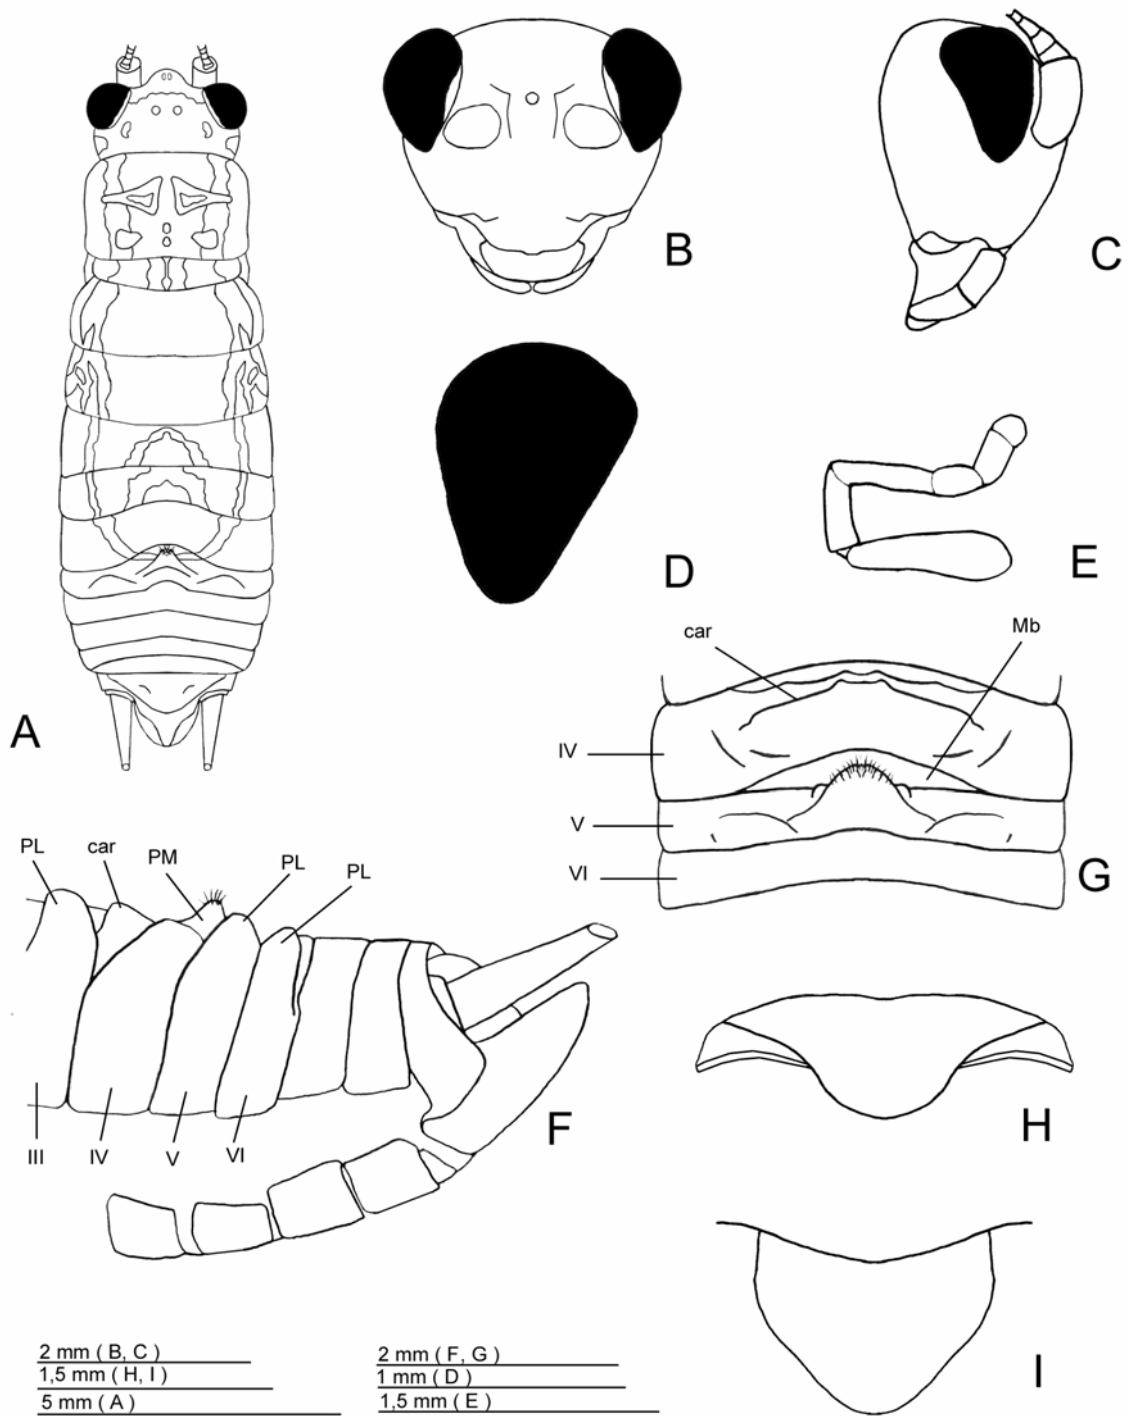 A
B
C
D
E
car
Mb
IV
V
VI
G
PL
car
PM
PL
PL
III
IV
V
VI
F
H
I
2 mm ( B, C )
1,5 mm ( H, I )
5 mm ( A )
2 mm ( F, G )
1 mm ( D )
1,5 mm ( E )